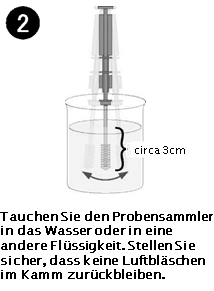 2
circa 3cm
Tauchen Sie den Probensammler
in das Wasser oder in eine
andere Flüssigkeit. Stellen Sie
sicher, dass keine Luftbläschen
im Kamm zurückbleiben.